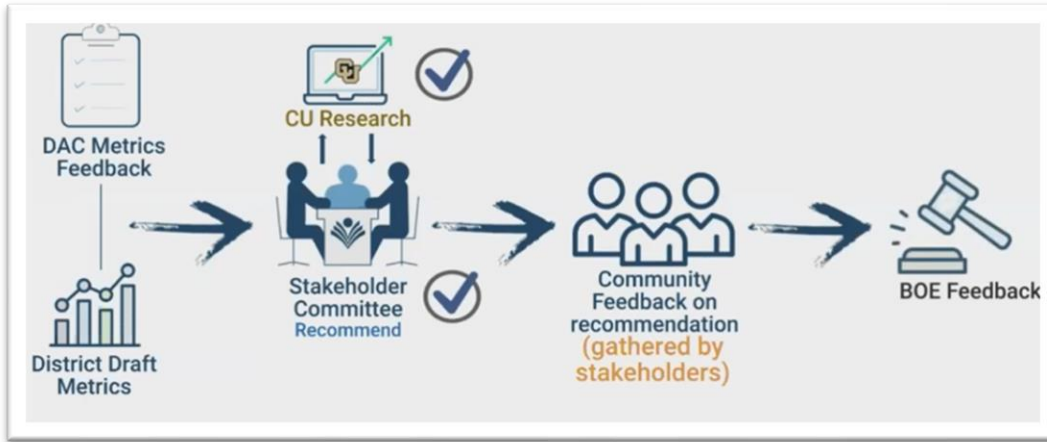 DAC Metrics
Feedback
District Draft
Metrics
CU
CU Research
Stakeholder
Committee
Recommend
Community
Feedback on
recommendation
(gathered by
stakeholders)
BOE Feedback